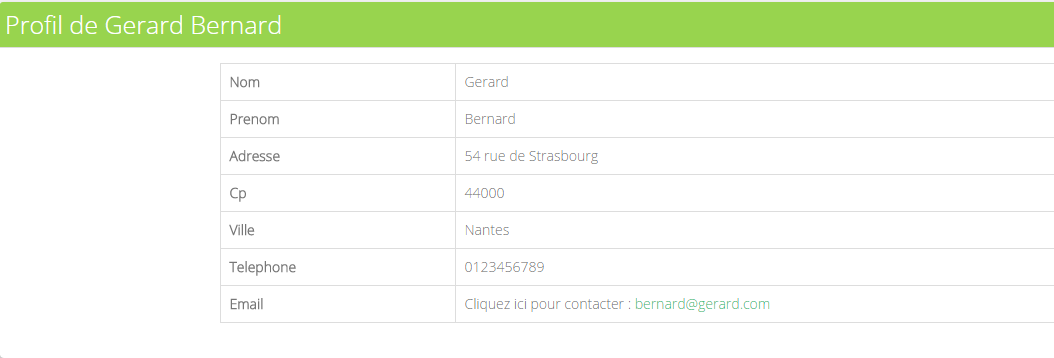 Profil de Gerard Bernard
Nom Gerard
Prenom Bernard
Adresse 54 rue de Strasbourg
Cp 44000
Ville Nantes
Telephone 0123456789
Email Cliquez ici pour contacter : bernard@gerard.com